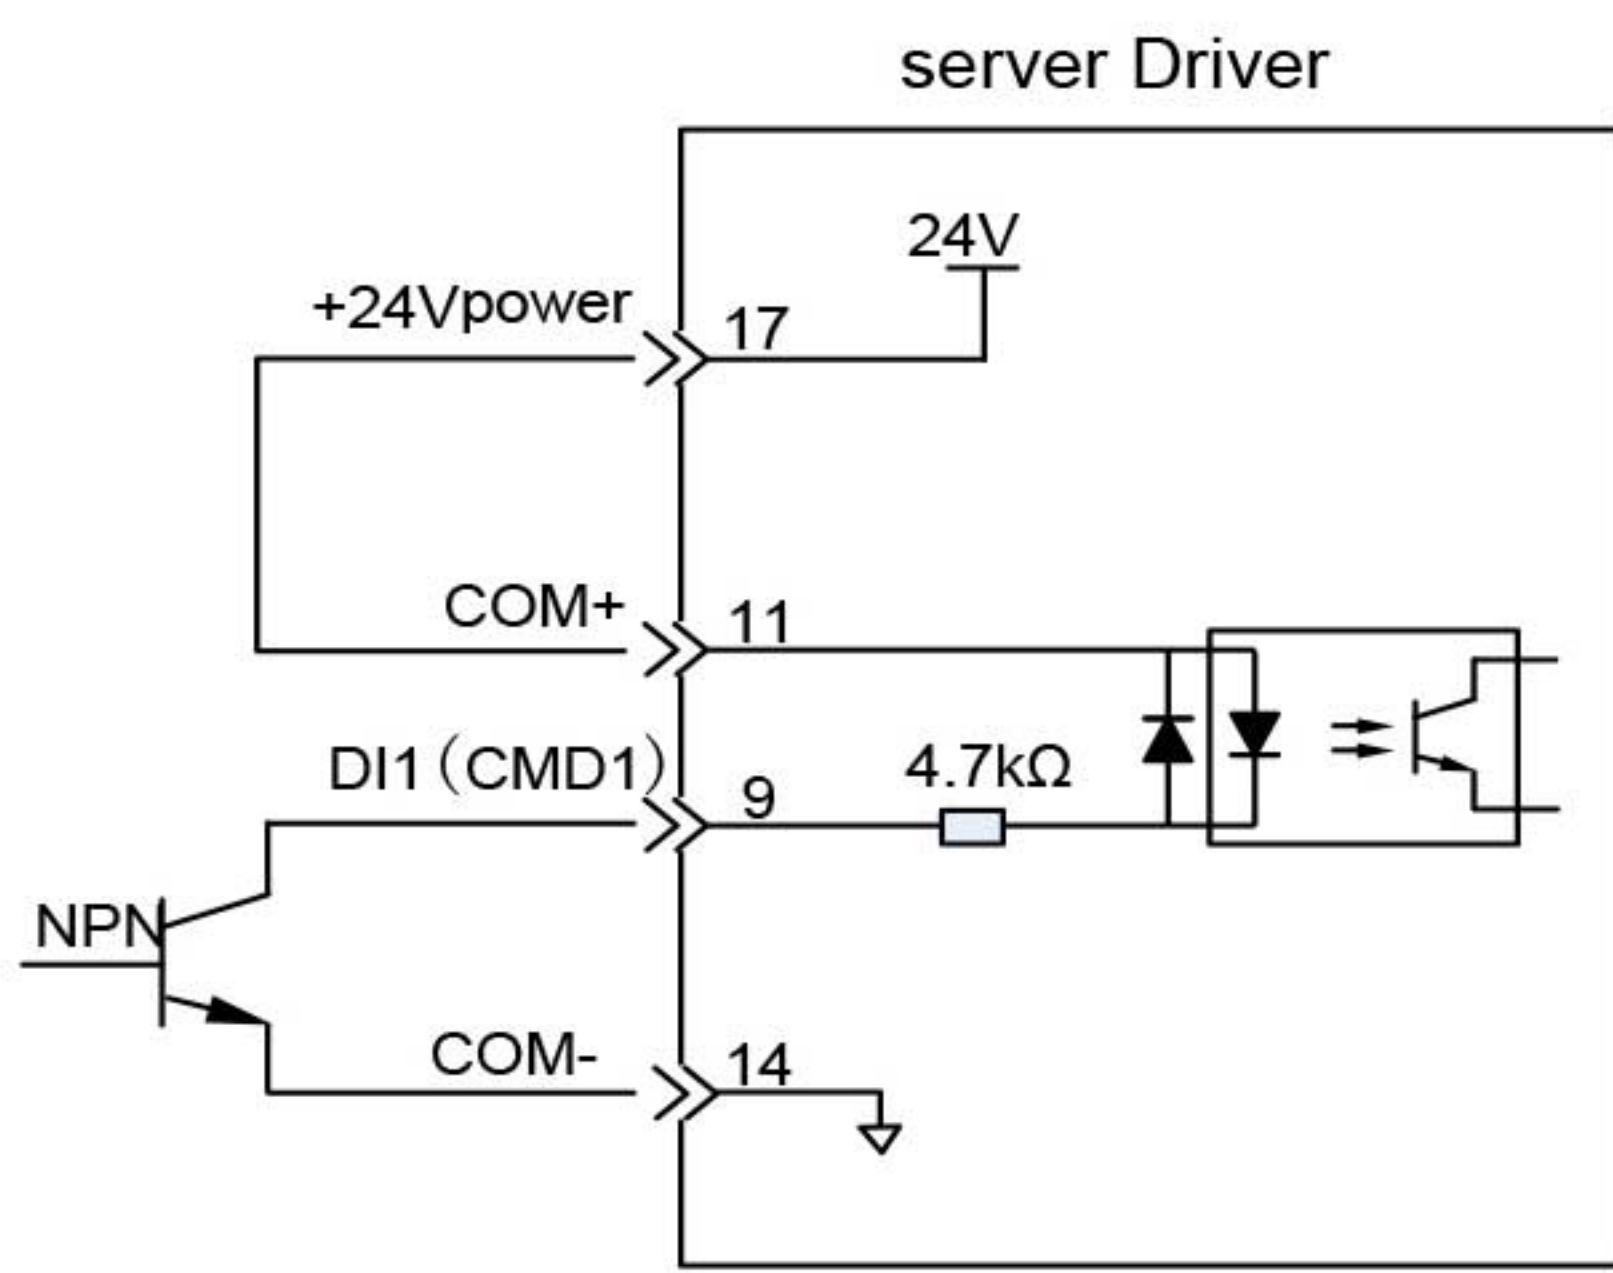 server Driver
24V
+24Vpower
17
COM+
11
DI1（CMD1）
9
4.7kΩ
NPN
COM-
14